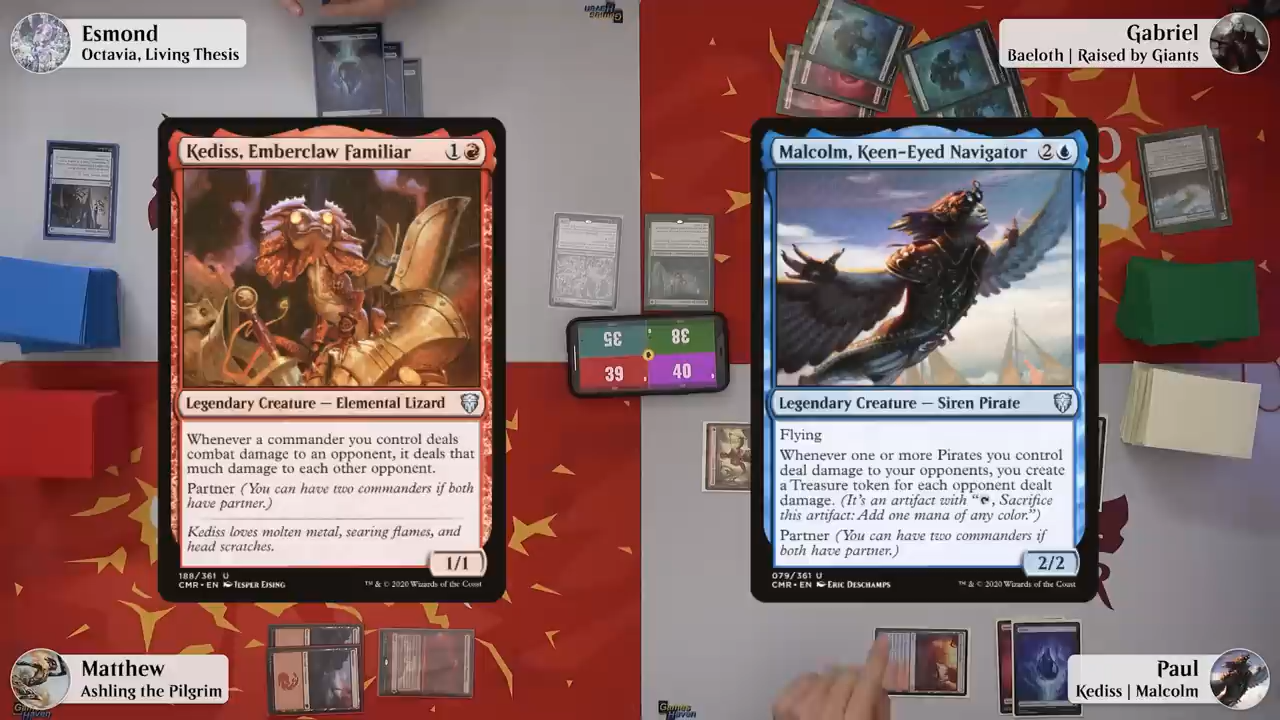 Esmond
Octavia, Living Thesis
Gabriel
Baeloth | Raised by Giants
Kediss, Emberclaw Familiar 1
Legendary Creature — Elemental Lizard
Whenever a commander you control deals
combat damage to an opponent, it deals that
much damage to each other opponent.
Partner (You can have two commanders if both
have partner.)
Kediss loves molten metal, searing flames, and
head scratches.
1/1
188/361 U
CMR • EN Jesper Ejsing
™ & © 2020 Wizards of the Coast
35
38
39
40
Malcolm, Keen-Eyed Navigator 2
Legendary Creature — Siren Pirate
Flying
Whenever one or more Pirates you control
deal damage to your opponents, you create
a Treasure token for each opponent dealt
damage. (It's an artifact with “, Sacrifice
this artifact: Add one mana of any color.”)
Partner (You can have two commanders if
both have partner.)
2/2
079/361 U
CMR • EN Eric Deschamps
™ & © 2020 Wizards of the Coast
Matthew
Ashling the Pilgrim
Paul
Kediss | Malcolm
Games
Haven
Games
Haven